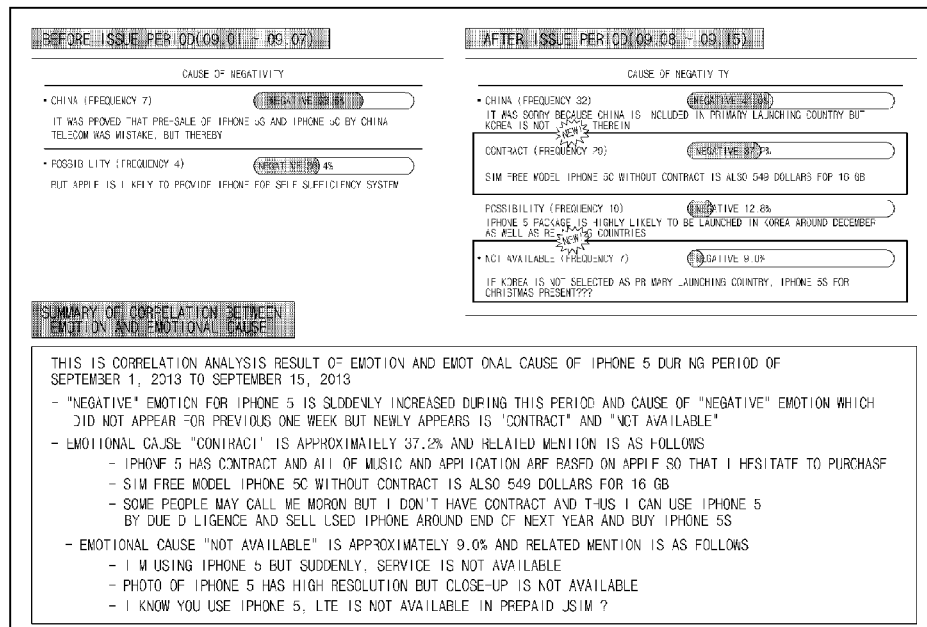 BEFORE ISSUE PERIOD(09.01 ~ 09.07)
CAUSE OF NEGATIVITY
• CHINA (FREQUENCY 7)
NEGATIVE
IT WAS PPOVED THAT PRE-SALE OF IPHONE 5S AND IPHONE 5C BY CHINA
TELECOM WAS MISTAKE, BUT THEREBY
• POSSIBILITY (FREQUENCY 4)
NEGATIVE 4%
BUT APPLE IS LIKELY TO PROVIDE IPHONE FOR SELF SUFFICIENCY SYSTEM
AFTER ISSUE PERIOD(09.08 ~ 09.15)
CAUSE OF NEGATIVITY
• CHINA (FREQUENCY 32)
NEGATIVE
IT WAS SORRY BECAUSE CHINA IS INCLUDED IN PRIMARY LAUNCHING COUNTRY BUT
KOREA IS NOT THEREIN
NEW!
CONTRACT (FREQUENCY 29)
NEGATIVE 37.2%
SIM FREE MODEL IPHONE 5C WITHOUT CONTRACT IS ALSO 549 DOLLARS FOR 16 GB
POSSIBILITY (FREQUENCY 10)
NEGATIVE 12.8%
IPHONE 5 PACKAGE IS HIGHLY LIKELY TO BE LAUNCHED IN KOREA AROUND DECEMBER
AS WELL AS COUNTRIES
NEW!
• NOT AVAILABLE (FREQUENCY 7)
NEGATIVE 9.0%
IF KOREA IS NOT SELECTED AS PRIMARY LAUNCHING COUNTRY, IPHONE 5S FOR
CHRISTMAS PRESENT???
SUMMARY OF CORRELATION BETWEEN
EMOTION AND EMOTIONAL CAUSE
THIS IS CORRELATION ANALYSIS RESULT OF EMOTION AND EMOTIONAL CAUSE OF IPHONE 5 DURING PERIOD OF
SEPTEMBER 1, 2013 TO SEPTEMBER 15, 2013
– "NEGATIVE" EMOTION FOR IPHONE 5 IS SUDDENLY INCREASED DURING THIS PERIOD AND CAUSE OF "NEGATIVE" EMOTION WHICH
DID NOT APPEAR FOR PREVIOUS ONE WEEK BUT NEWLY APPEARS IS "CONTRACT" AND "NOT AVAILABLE"
– EMOTIONAL CAUSE "CONTRACT" IS APPROXIMATELY 37.2% AND RELATED MENTION IS AS FOLLOWS
– IPHONE 5 HAS CONTRACT AND ALL OF MUSIC AND APPLICATION ARE BASED ON APPLE SO THAT I HESITATE TO PURCHASE
– SIM FREE MODEL IPHONE 5C WITHOUT CONTRACT IS ALSO 549 DOLLARS FOR 16 GB
– SOME PEOPLE MAY CALL ME MORON BUT I DON'T HAVE CONTRACT AND THUS I CAN USE IPHONE 5
BY DUE DILIGENCE AND SELL USED IPHONE AROUND END OF NEXT YEAR AND BUY IPHONE 5S
– EMOTIONAL CAUSE "NOT AVAILABLE" IS APPROXIMATELY 9.0% AND RELATED MENTION IS AS FOLLOWS
– I M USING IPHONE 5 BUT SUDDENLY, SERVICE IS NOT AVAILABLE
– PHOTO OF IPHONE 5 HAS HIGH RESOLUTION BUT CLOSE-UP IS NOT AVAILABLE
– I KNOW YOU USE IPHONE 5, LTE IS NOT AVAILABLE IN PREPAID USIM ?